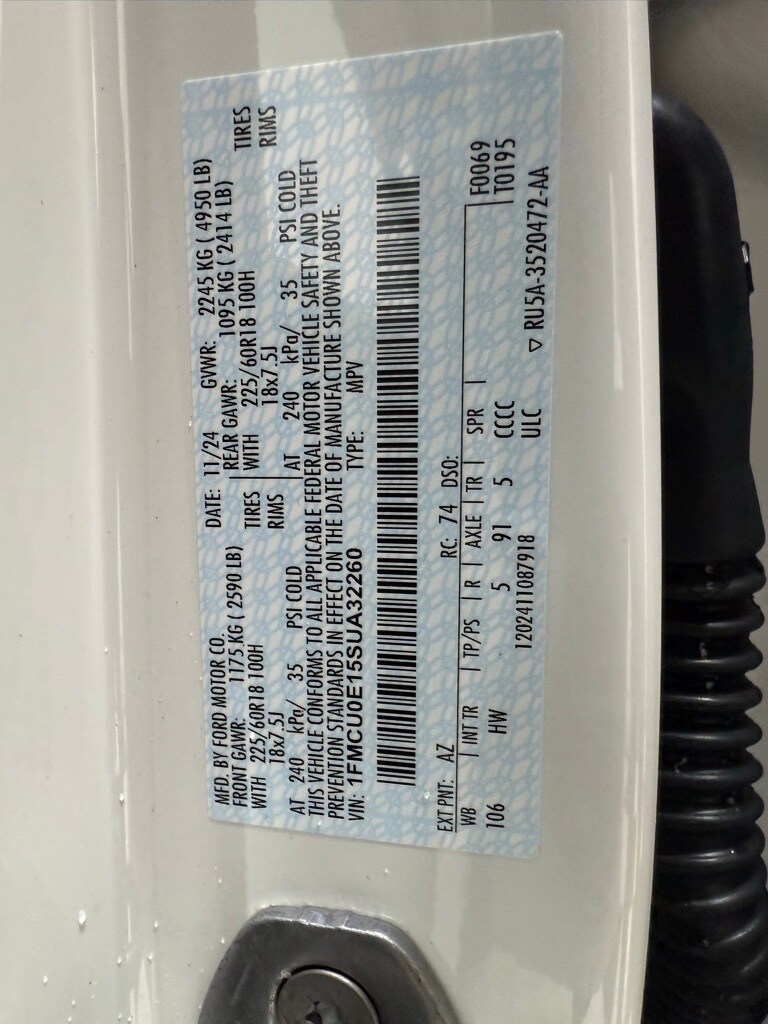 MFD. BY FORD MOTOR CO.
DATE: 11/24 GVWR: 2245 KG ( 4950 LB)
FRONT GAWR: 1175 KG ( 2590 LB) REAR GAWR: 1095 KG ( 2414 LB)
WITH 225/60R18 100H TIRES WITH 225/60R18 100H TIRES
18x7.5J RIMS 18x7.5J RIMS
AT 240 kPa/ 35 PSI COLD AT 240 kPa/ 35 PSI COLD
THIS VEHICLE CONFORMS TO ALL APPLICABLE FEDERAL MOTOR VEHICLE SAFETY AND THEFT
PREVENTION STANDARDS IN EFFECT ON THE DATE OF MANUFACTURE SHOWN ABOVE.
VIN: 1FMCU0E15SUA32260 TYPE: MPV
EXT PNT: AZ RC: 74 DSO:
WB INT TR TP/PS R AXLE TR SPR F0069
106 HW 5 91 5 CCCC T0195
1202411087918 ULC ▽ RU5A-3520472-AA